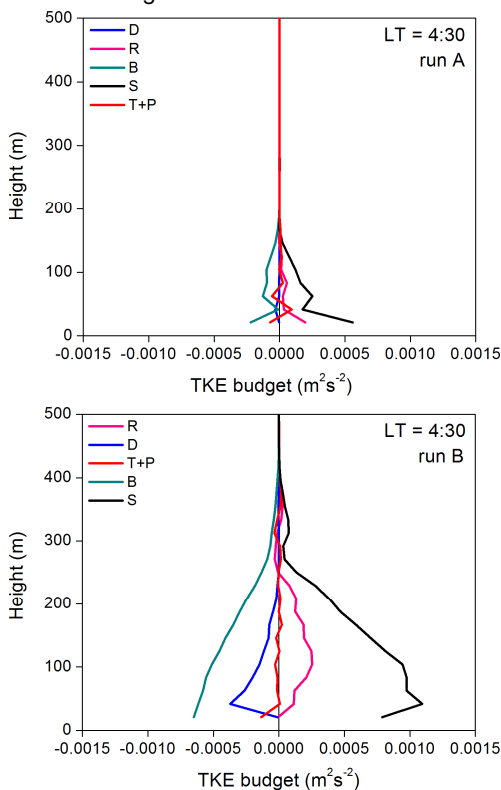 500
400
300
200
100
0
Height (m)
D
R
B
S
T+P
LT = 4:30
run A
-0.0015 -0.0010 -0.0005 0.0000 0.0005 0.0010 0.0015
TKE budget (m²s⁻²)
500
400
300
200
100
0
Height (m)
R
D
T+P
B
S
LT = 4:30
run B
-0.0015 -0.0010 -0.0005 0.0000 0.0005 0.0010 0.0015
TKE budget (m²s⁻²)